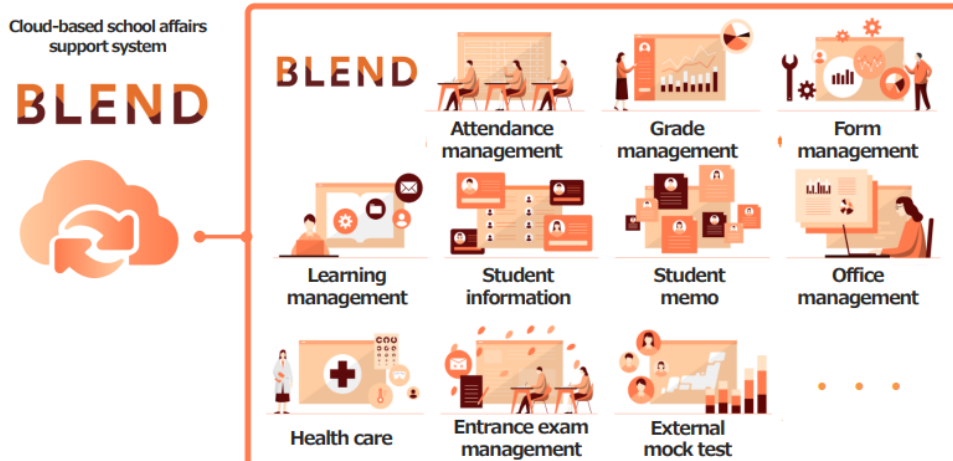 Cloud-based school affairs
support system
BLEND
BLEND
Attendance
management
Grade
management
Form
management
Learning
management
Student
information
Student
memo
Office
management
Health care
Entrance exam
management
External
mock test